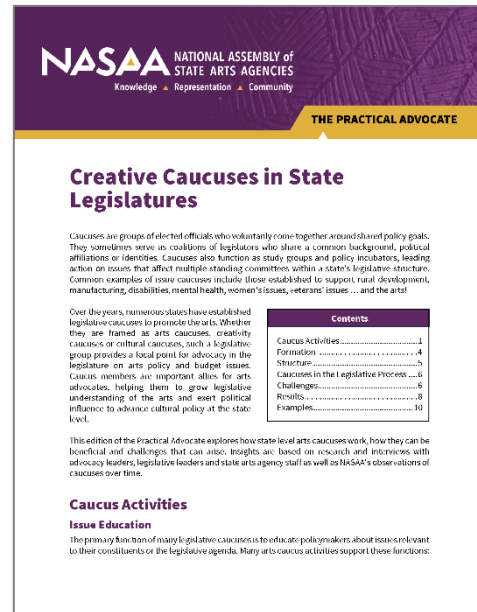 NASAA NATIONAL ASSEMBLY of
STATE ARTS AGENCIES
Knowledge ▲ Representation ▲ Community
THE PRACTICAL ADVOCATE
Creative Caucuses in State
Legislatures
Caucuses are groups of elected officials who voluntarily come together around shared policy goals.
They sometimes serve as coalitions of legislators who share a common background, political
affiliations or identities. Caucuses also function as study groups and policy incubators, leading
action on issues that affect multiple standing committees within a state's legislative structure.
Common examples of issue caucuses include those established to support rural development,
manufacturing, disabilities, mental health, women's issues, veterans' issues … and the arts!
Over the years, numerous states have established
legislative caucuses to promote the arts. Whether
they are framed as arts caucuses, creativity
caucuses or cultural caucuses, such a legislative
group provides a focal point for advocacy in the
legislature on arts policy and budget issues.
Caucus members are important allies for arts
advocates, helping them to grow legislative
understanding of the arts and exert political
influence to advance cultural policy at the state
level.
Contents
Caucus Activities..........1
Formation..........4
Structure..........5
Caucuses in the Legislative Process.....6
Challenges..........6
Results..........8
Examples..........10
This edition of the Practical Advocate explores how state level arts caucuses work, how they can be
beneficial and challenges that can arise. Insights are based on research and interviews with
advocacy leaders, legislative leaders and state arts agency staff as well as NASAA's observations of
caucuses over time.
Caucus Activities
Issue Education
The primary function of many legislative caucuses is to educate policymakers about issues relevant
to their constituents or the legislative agenda. Many arts caucus activities support these functions: